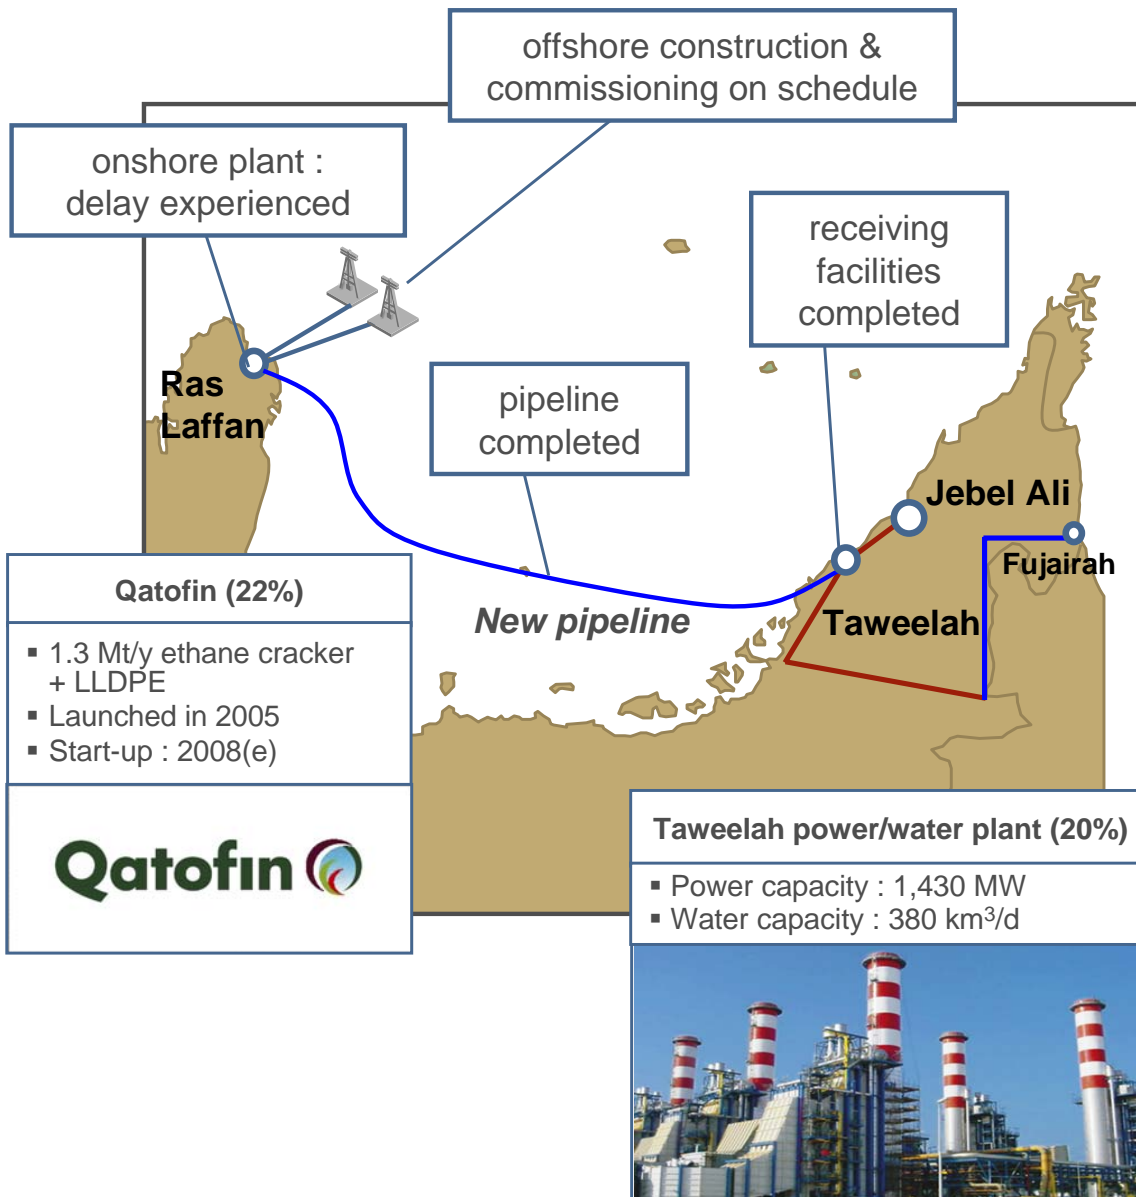 offshore construction &
commissioning on schedule
onshore plant :
delay experienced
receiving
facilities
completed
Ras
Laffan
pipeline
completed
Jebel Ali
Fujairah
New pipeline
Taweelah
Qatofin (22%)
▪ 1.3 Mt/y ethane cracker
+ LLDPE
▪ Launched in 2005
▪ Start-up : 2008(e)
Qatofin
Taweelah power/water plant (20%)
▪ Power capacity : 1,430 MW
▪ Water capacity : 380 km³/d